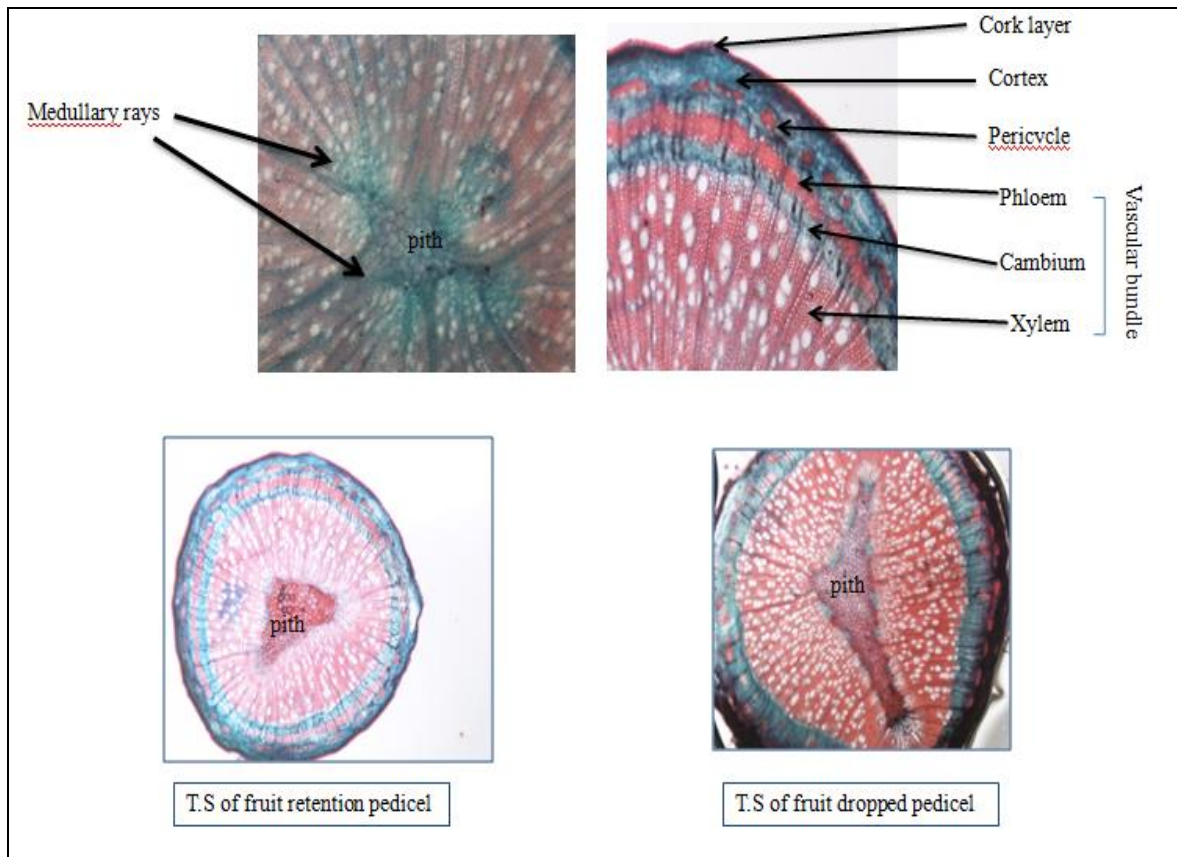 Medullary rays
pith
Cork layer
Cortex
Pericycle
Phloem
Cambium
Xylem
Vascular bundle
pith
pith
T.S of fruit retention pedicel
T.S of fruit dropped pedicel